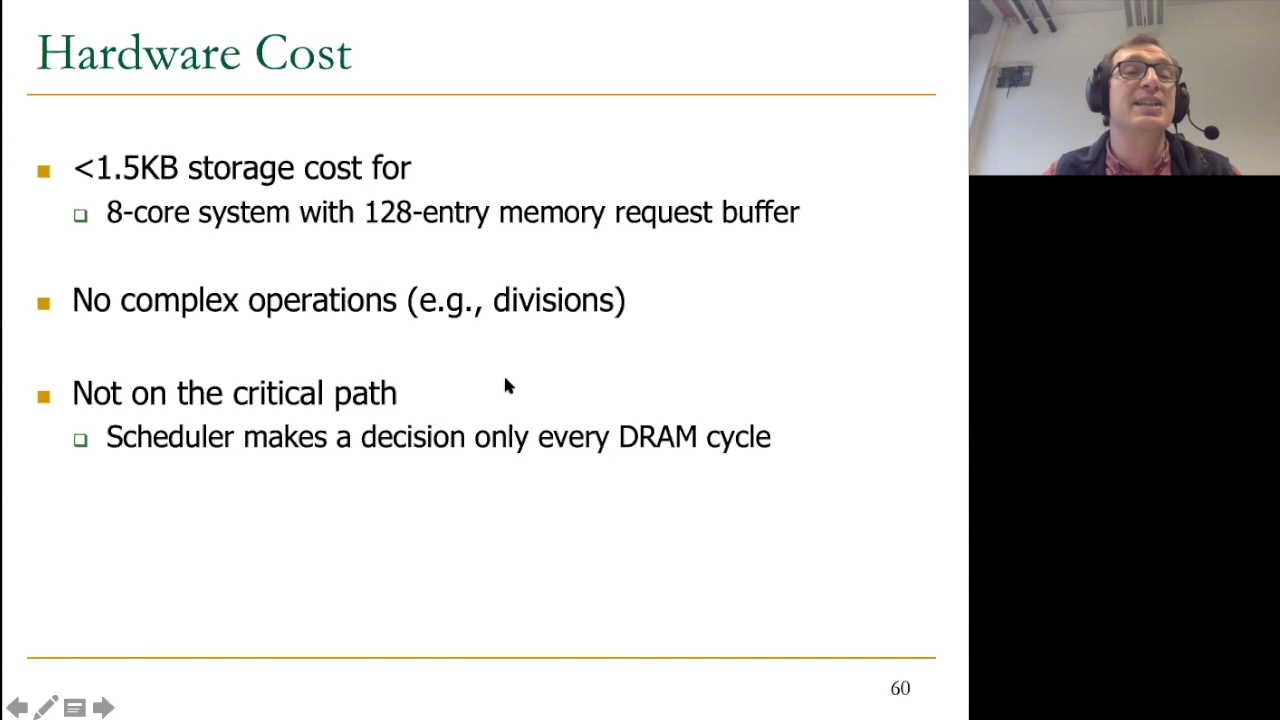 Hardware Cost
<1.5KB storage cost for
8-core system with 128-entry memory request buffer
No complex operations (e.g., divisions)
Not on the critical path
Scheduler makes a decision only every DRAM cycle
60